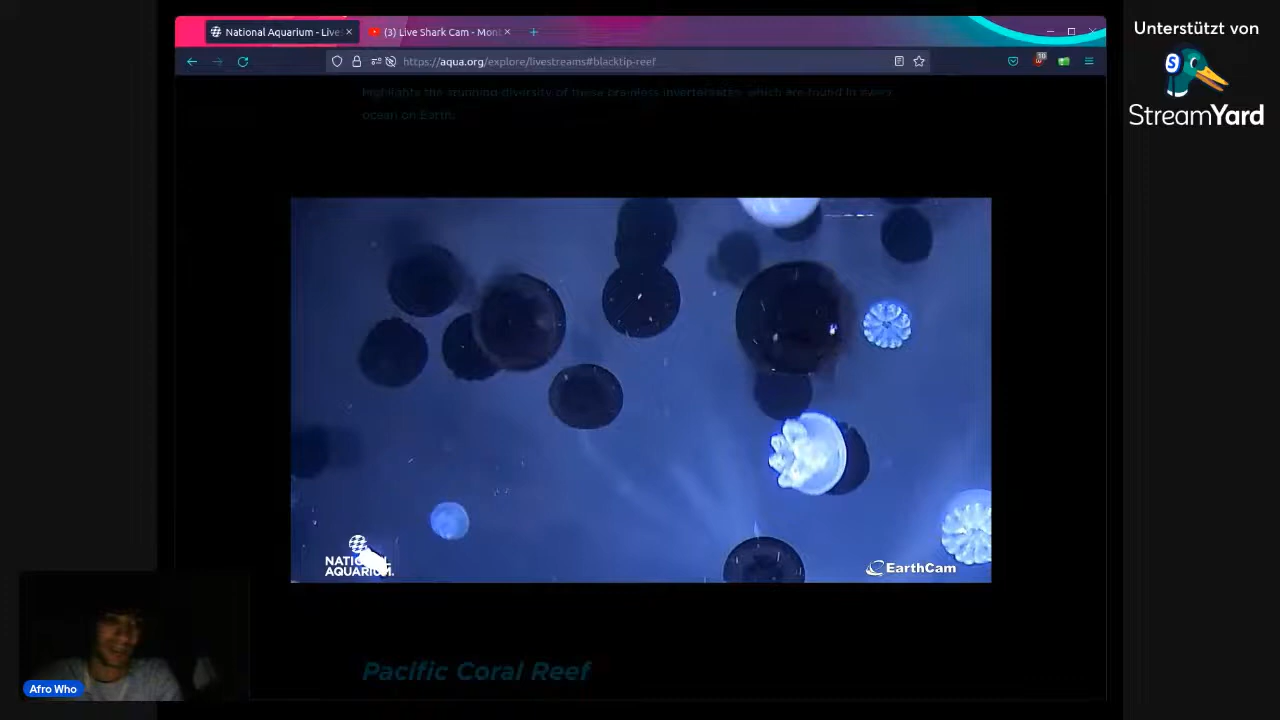 National Aquarium - Live
(3) Live Shark Cam - Mont
https://aqua.org/explore/livestreams#blacktip-reef
Unterstützt von
StreamYard
highlights the stunning diversity of these brainless invertebrates, which are found in every
ocean on Earth.
NATIONAL
AQUARIUM.
EarthCam
Pacific Coral Reef
Afro Who